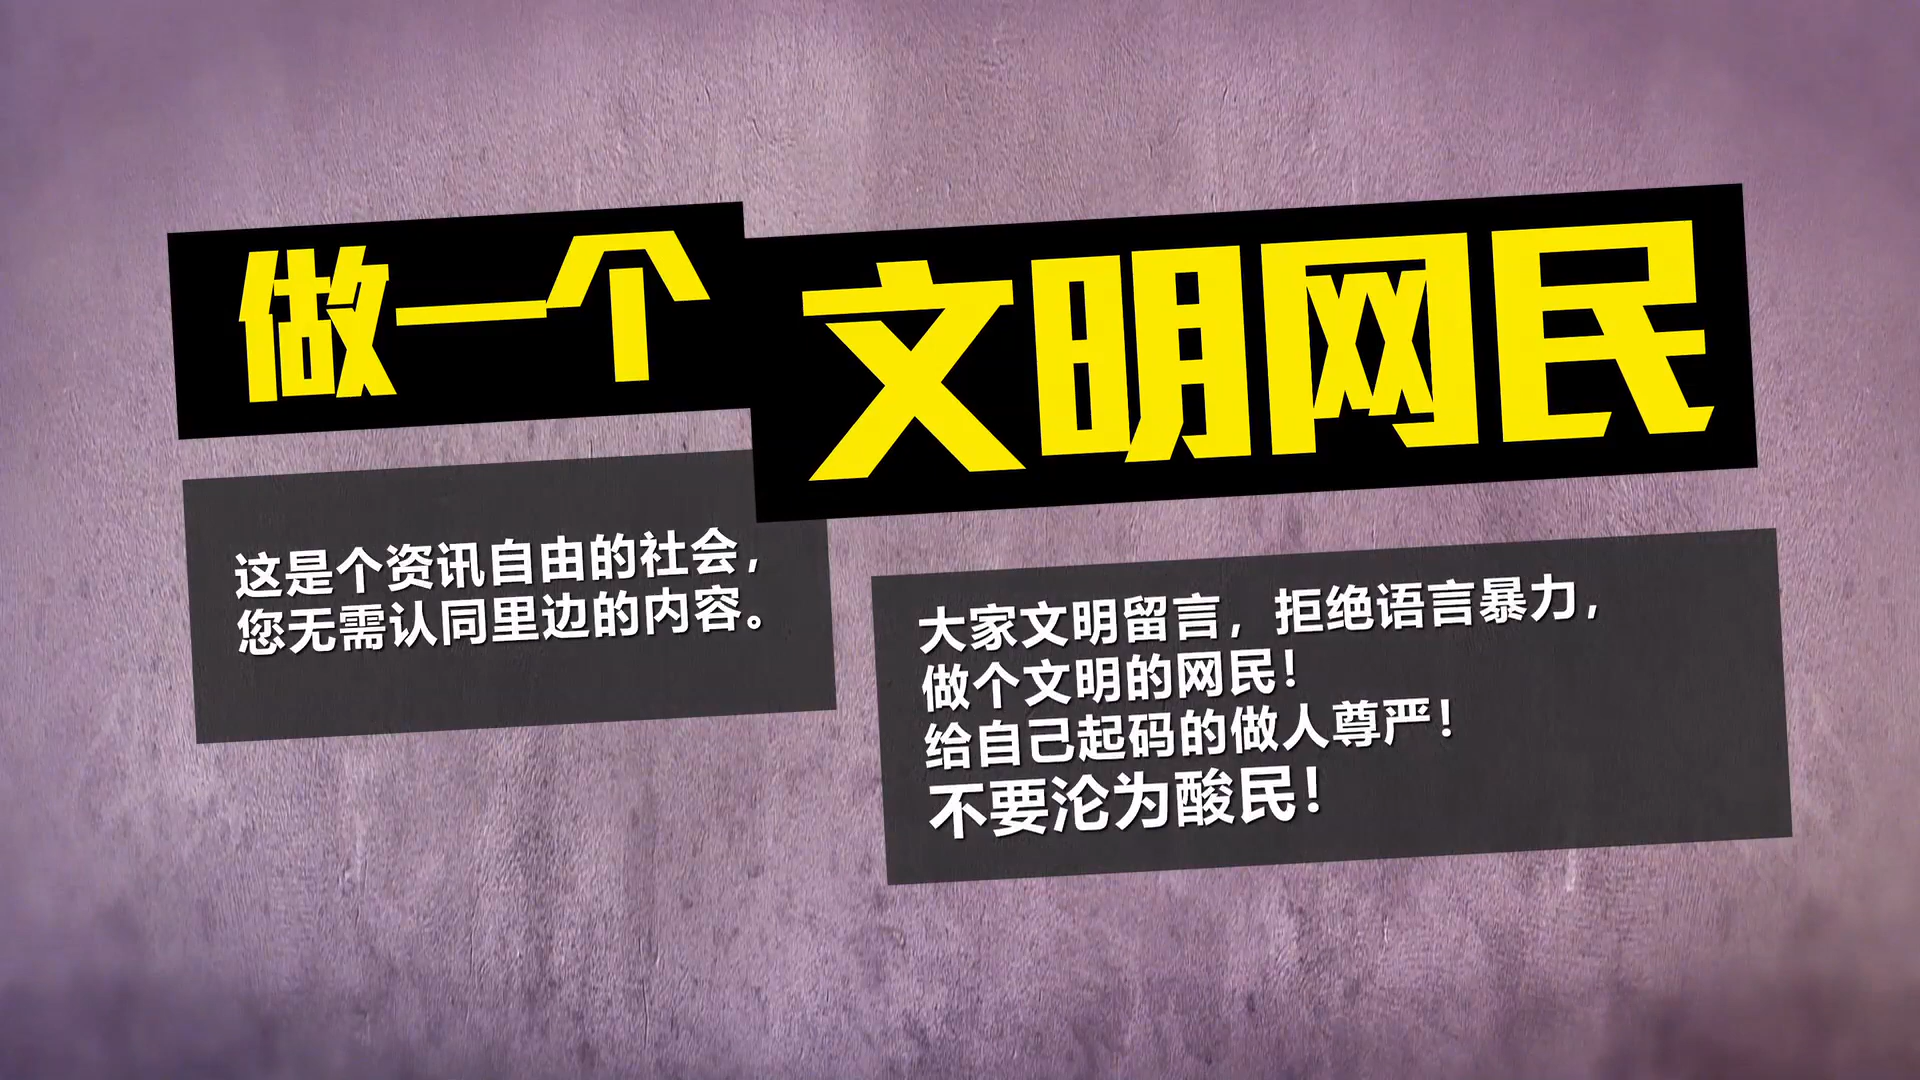 做一个
文明网民
这是个资讯自由的社会，
您无需认同里边的内容。
大家文明留言，拒绝语言暴力，
做个文明的网民！
给自己起码的做人尊严！
不要沦为酸民！